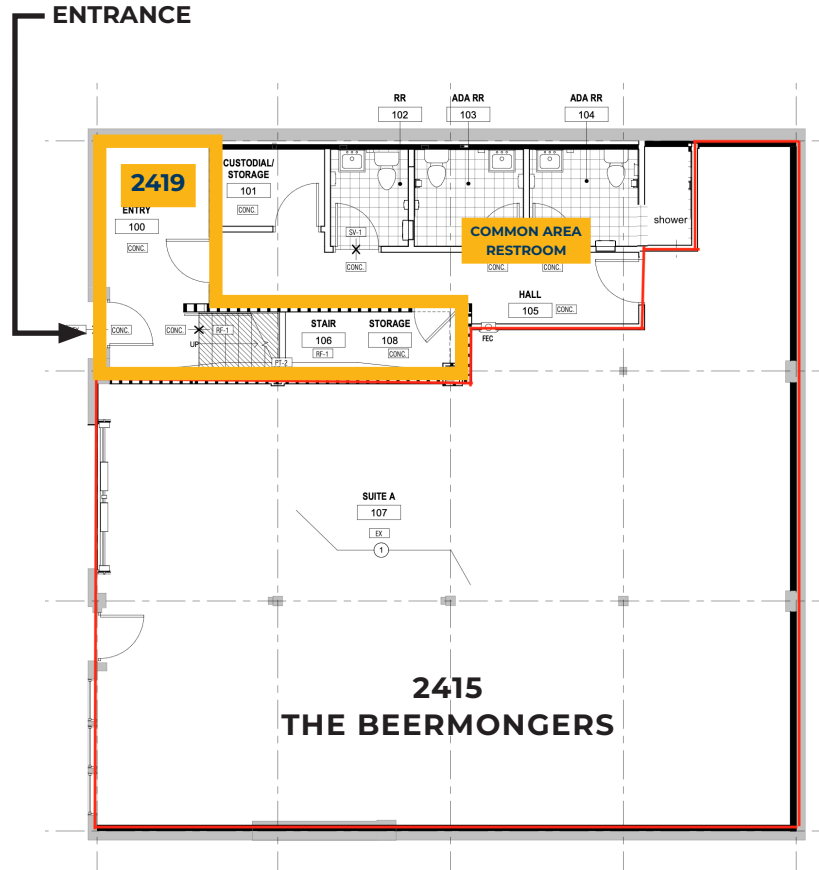 ENTRANCE
RR
102
ADA RR
103
ADA RR
104
2419
CUSTODIAL/
STORAGE
101
CONC.
ENTRY
100
CONC.
shower
COMMON AREA
RESTROOM
SV-1
CONC.
CONC.
CONC.
HALL
105
CONC.
CONC.
CONC.
RF-1
UP
STAIR
106
RF-1
STORAGE
108
CONC.
FEC
PT-2
SUITE A
107
EX
1
2415
THE BEERMONGERS